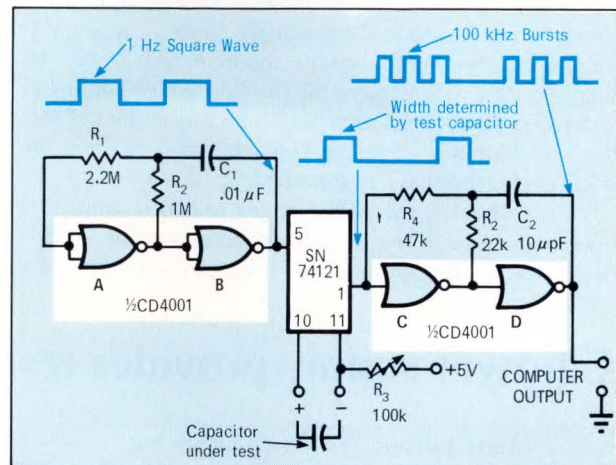 1 Hz Square Wave
100 kHz Bursts
Width determined
by test capacitor
R1
2.2M
C1
.01 µF
R2
1M
R4
47k
R2
22k
C2
10 µpF
5
SN
74121
1
10
11
A
B
C
D
½CD4001
½CD4001
+5V
R3
100k
COMPUTER
OUTPUT
+
−
Capacitor
under test